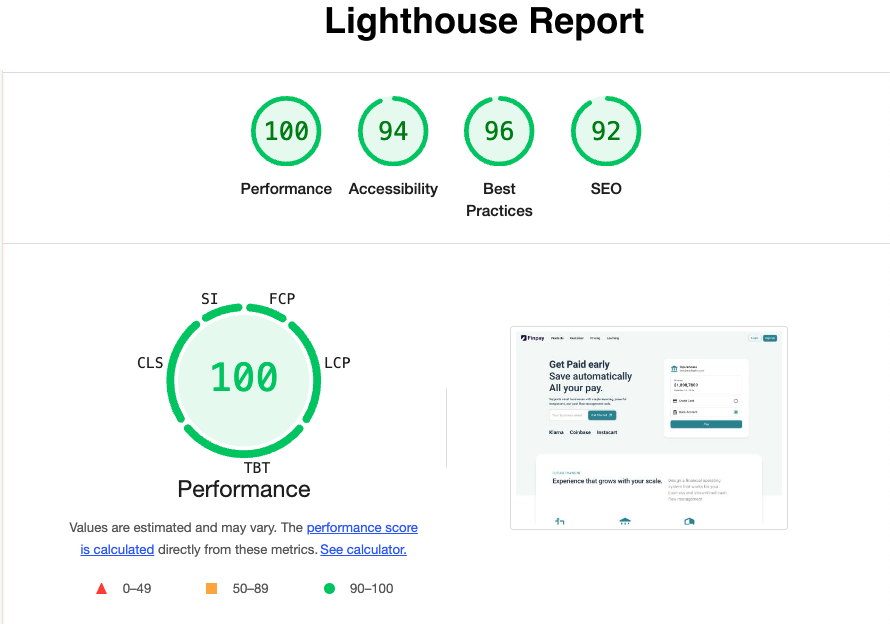 Lighthouse Report
100
94
96
92
Performance
Accessibility
Best
Practices
SEO
SI
FCP
CLS
LCP
100
TBT
Performance
Values are estimated and may vary. The performance score
is calculated directly from these metrics. See calculator.
0–49
50–89
90–100
Finpay
Get Paid early
Save automatically
All your pay.
Klarna
Coinbase
Instacart
Experience that grows with your scale.